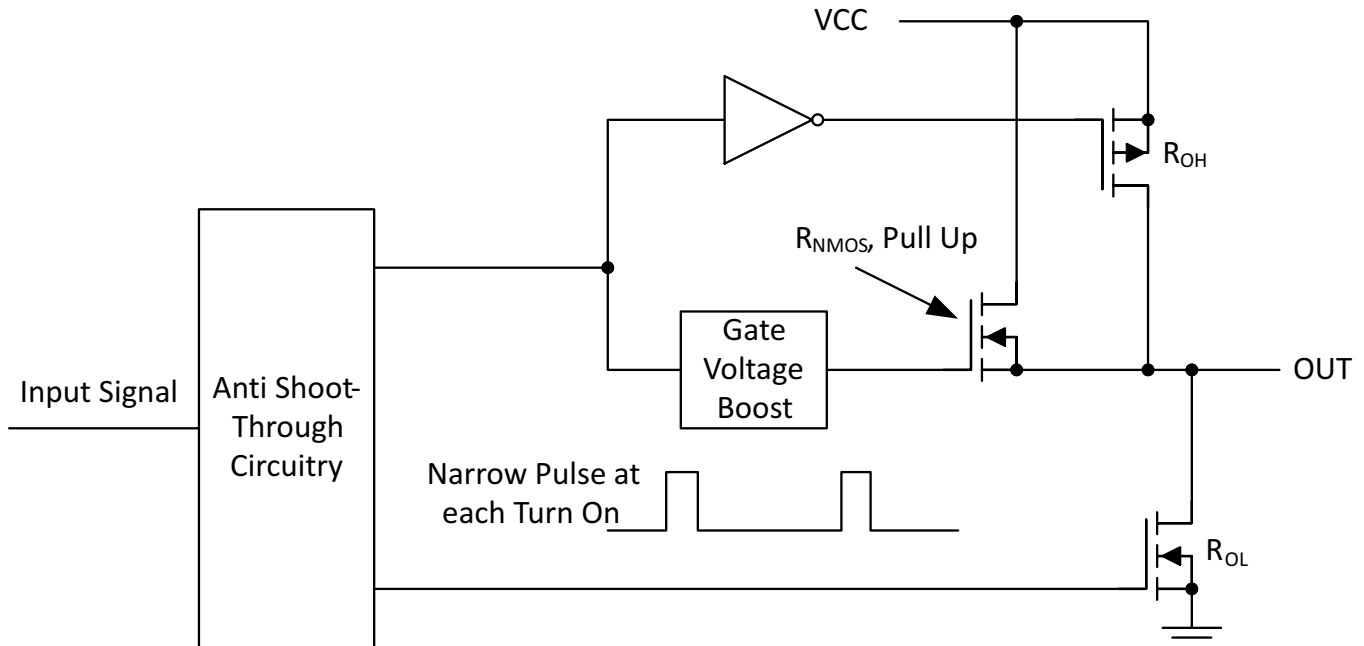 VCC
R_OH
R_NMOS, Pull Up
Gate
Voltage
Boost
OUT
Input Signal
Anti Shoot-
Through
Circuitry
Narrow Pulse at
each Turn On
R_OL